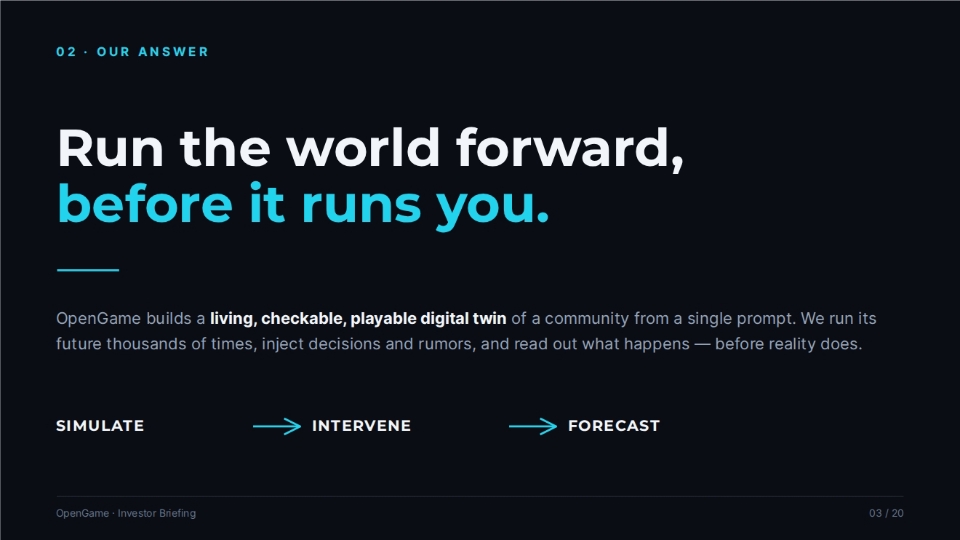 02 · OUR ANSWER
Run the world forward,
before it runs you.
OpenGame builds a living, checkable, playable digital twin of a community from a single prompt. We run its
future thousands of times, inject decisions and rumors, and read out what happens — before reality does.
SIMULATE INTERVENE FORECAST
OpenGame · Investor Briefing 03 / 20